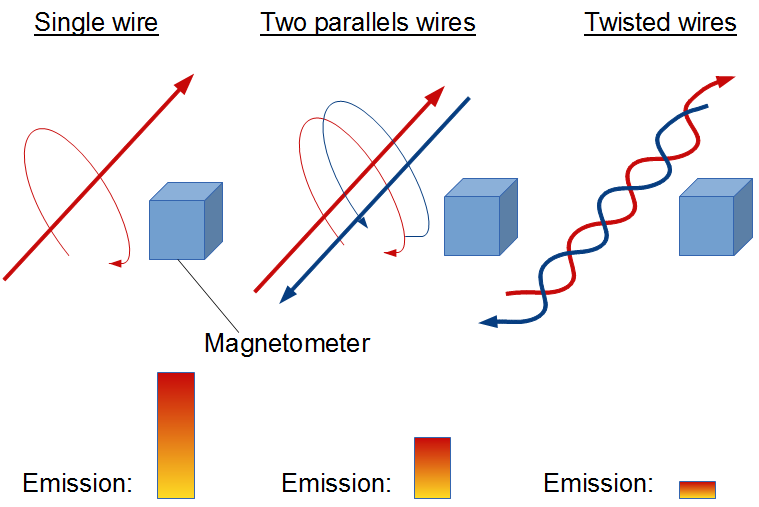 Single wire
Two parallels wires
Twisted wires
Magnetometer
Emission:
Emission:
Emission: